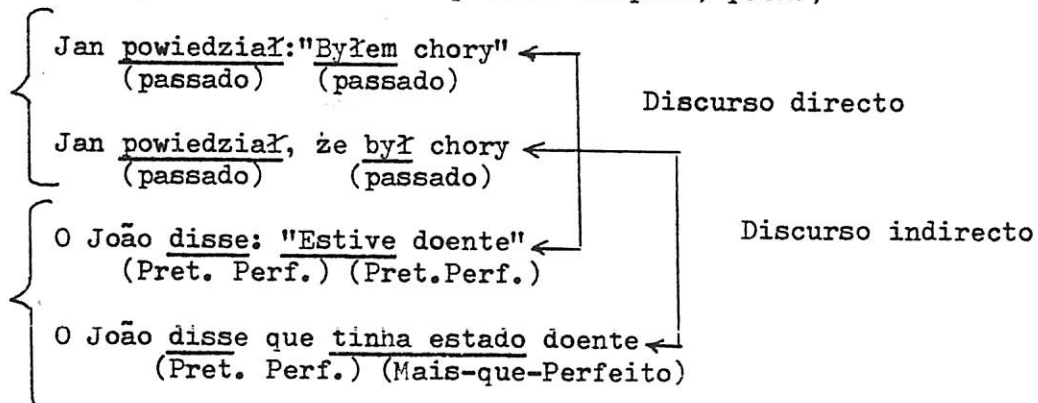 Jan powiedział:"Byłem chory"
(passado) (passado)
Discurso directo
Jan powiedział, że był chory
(passado) (passado)
O João disse: "Estive doente"
(Pret. Perf.) (Pret.Perf.)
Discurso indirecto
O João disse que tinha estado doente
(Pret. Perf.) (Mais-que-Perfeito)